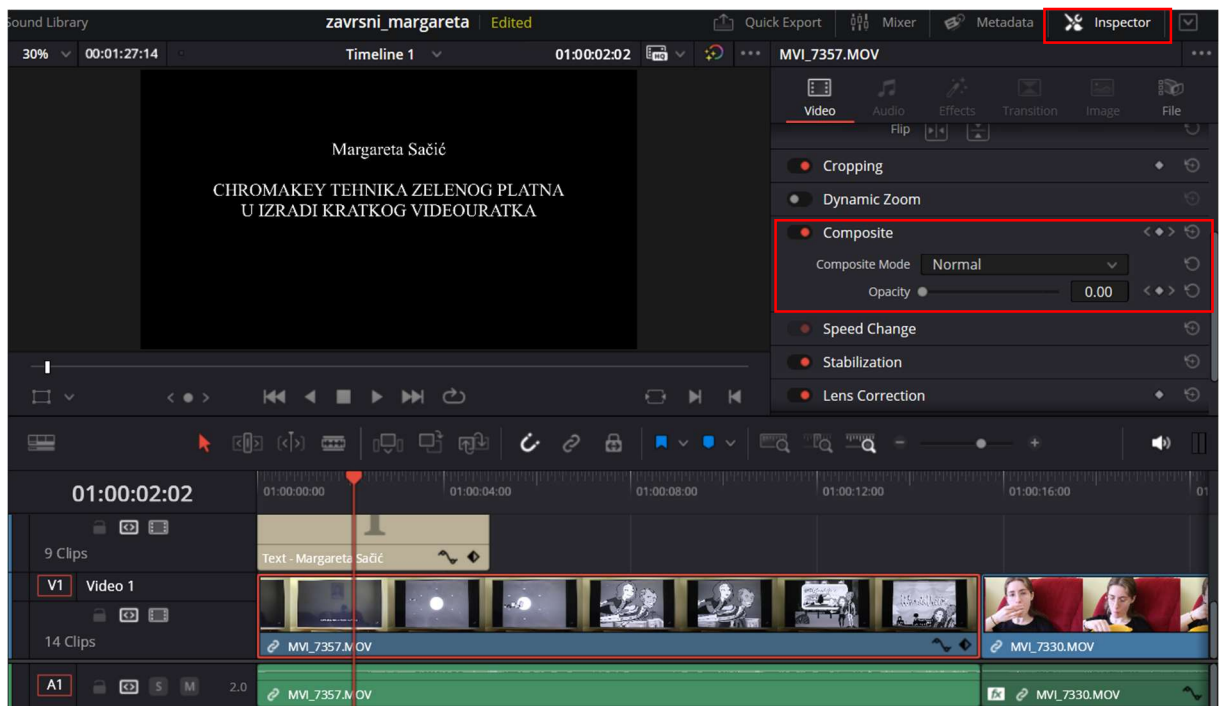 Sound Library
zavrsni_margareta Edited
Quick Export Mixer Metadata Inspector
30% 00:01:27:14 Timeline 1 01:00:02:02 HQ MVI_7357.MOV
Video Audio Effects Transition Image File
Flip
Margareta Sačić
CHROMAKEY TEHNIKA ZELENOG PLATNA
U IZRADI KRATKOG VIDEOURATKA
Cropping
Dynamic Zoom
Composite
Composite Mode Normal
Opacity 0.00
Speed Change
Stabilization
Lens Correction
01:00:02:02
01:00:00:00 01:00:04:00 01:00:08:00 01:00:12:00 01:00:16:00 01
9 Clips
Text - Margareta Sačić
V1 Video 1
14 Clips
MVI_7357.MOV MVI_7330.MOV
A1 S M 2.0
MVI_7357.MOV fx MVI_7330.MOV